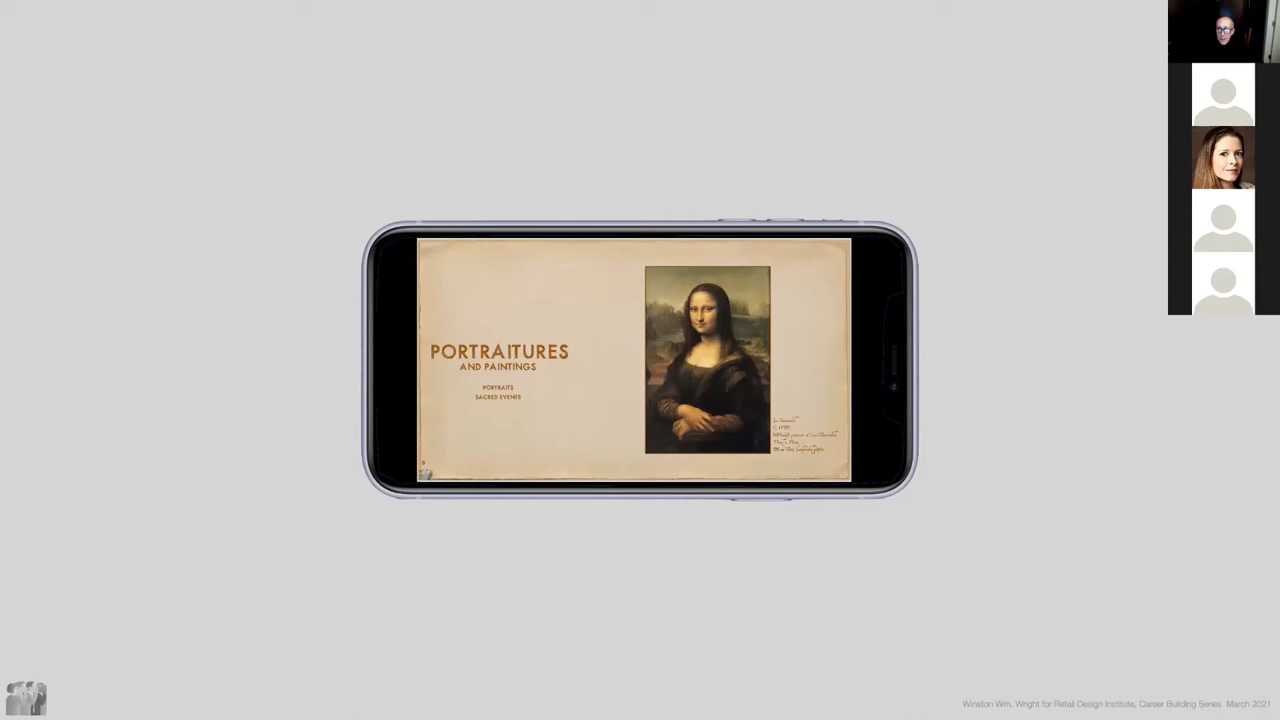 PORTRAITURES
AND PAINTINGS
PORTRAITS
SACRED EVENTS
Winston Wm. Wright for Retail Design Institute, Career Building Series March 2021